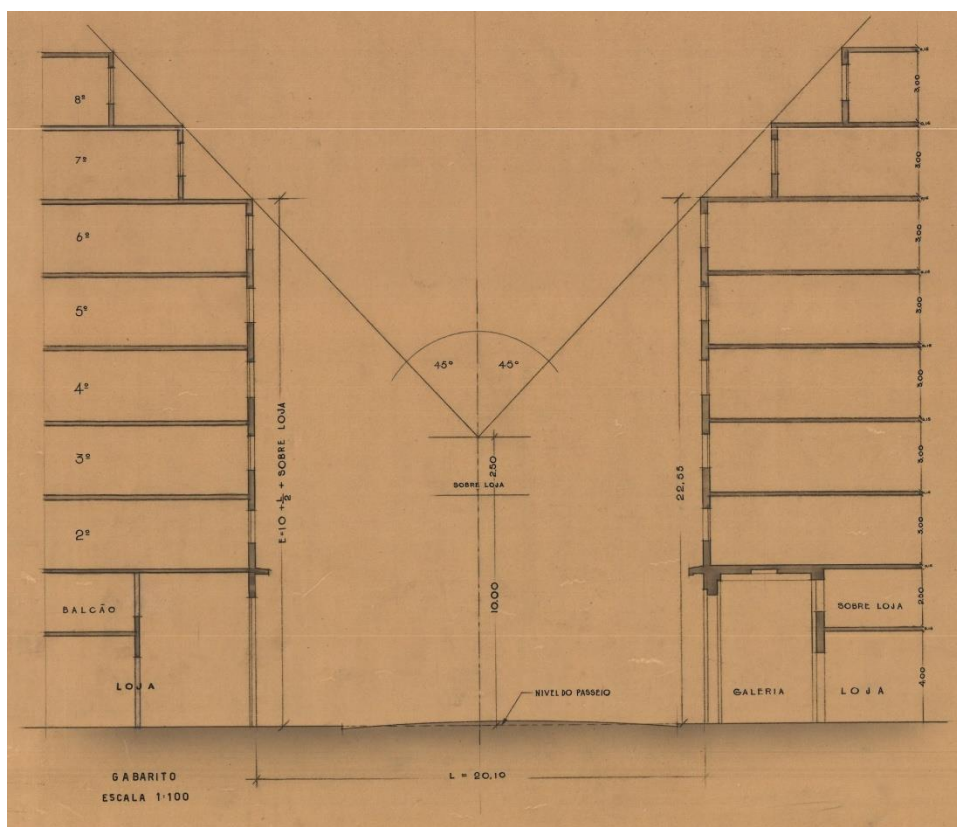 8º
7º
6º
5º
4º
3º
2º
BALCÃO
LOJA
E=10 + L/2 + SOBRE LOJA
45º
45º
2.50
SOBRE LOJA
10.00
NIVEL DO PASSEIO
22,55
GALERIA
SOBRE LOJA
LOJA
3,00
3,00
3,00
3,00
3,00
3,00
3,00
2,50
4,00
L = 20,10
GABARITO
ESCALA 1:100